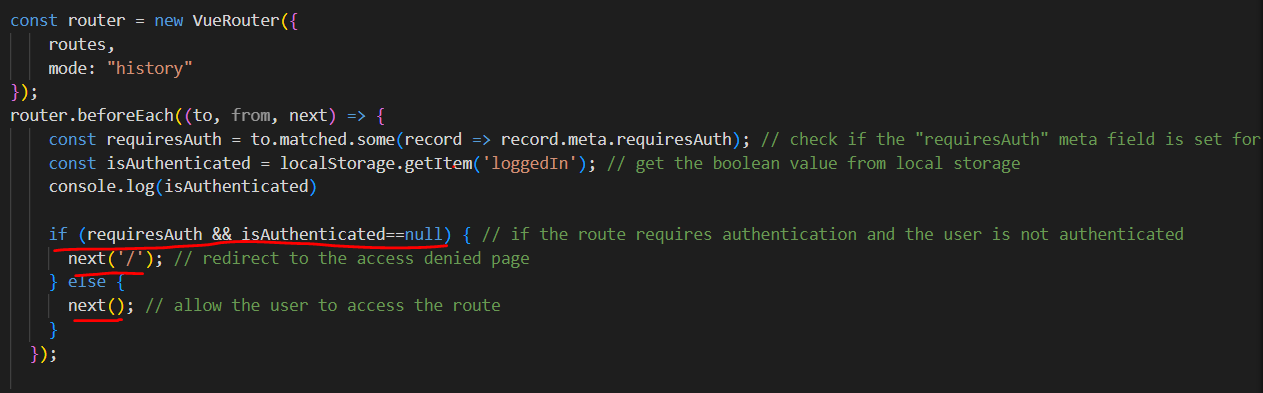 const router = new VueRouter({
routes,
mode: "history"
});
router.beforeEach((to, from, next) => {
const requiresAuth = to.matched.some(record => record.meta.requiresAuth); // check if the "requiresAuth" meta field is set for
const isAuthenticated = localStorage.getItem('loggedIn'); // get the boolean value from local storage
console.log(isAuthenticated)
if (requiresAuth && isAuthenticated==null) { // if the route requires authentication and the user is not authenticated
next('/'); // redirect to the access denied page
} else {
next(); // allow the user to access the route
}
});